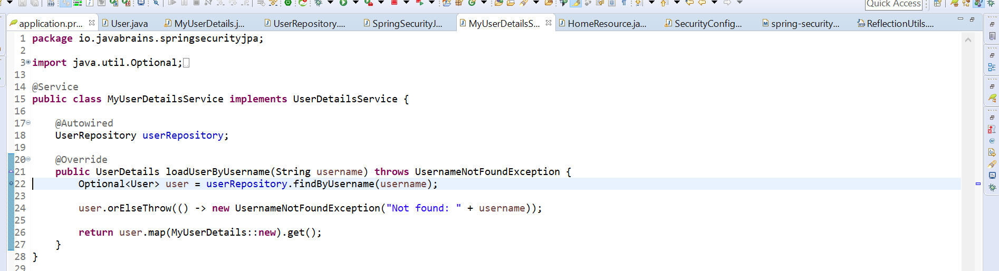 Quick Access
application.pr... User.java MyUserDetails.j... UserRepository.... SpringSecurityJ... MyUserDetailsS... HomeResource.ja... SecurityConfig... spring-security... ReflectionUtils....
1 package io.javabrains.springsecurityjpa;
2
3 import java.util.Optional;
13
14 @Service
15 public class MyUserDetailsService implements UserDetailsService {
16
17 @Autowired
18 UserRepository userRepository;
19
20 @Override
21 public UserDetails loadUserByUsername(String username) throws UsernameNotFoundException {
22 Optional<User> user = userRepository.findByUsername(username);
23
24 user.orElseThrow(() -> new UsernameNotFoundException("Not found: " + username));
25
26 return user.map(MyUserDetails::new).get();
27 }
28 }
29